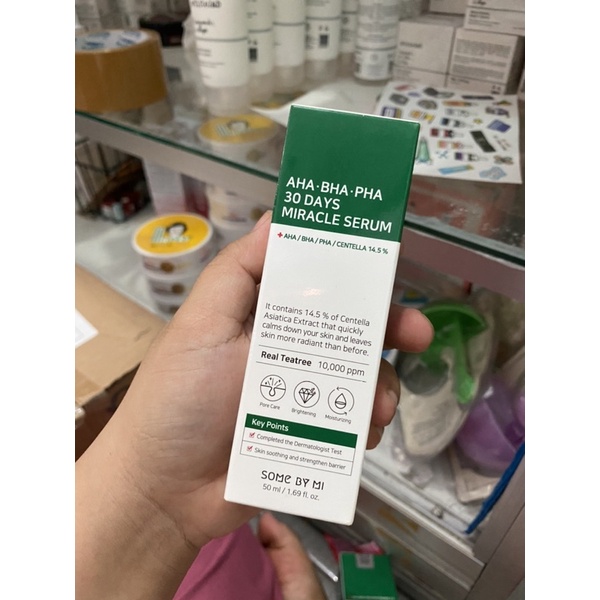 AHA·BHA·PHA
30 DAYS
MIRACLE SERUM
+ AHA / BHA / PHA / CENTELLA 14.5 %
It contains 14.5 % of Centella
Asiatica Extract that quickly
calms down your skin and leaves
skin more radiant than before.
Real Teatree 10,000 ppm
Pore Care Brightening Moisturizing
Key Points
Completed the Dermatologist Test
Skin soothing and strengthen barrier
SOME BY MI
50 ml / 1.69 fl. oz.